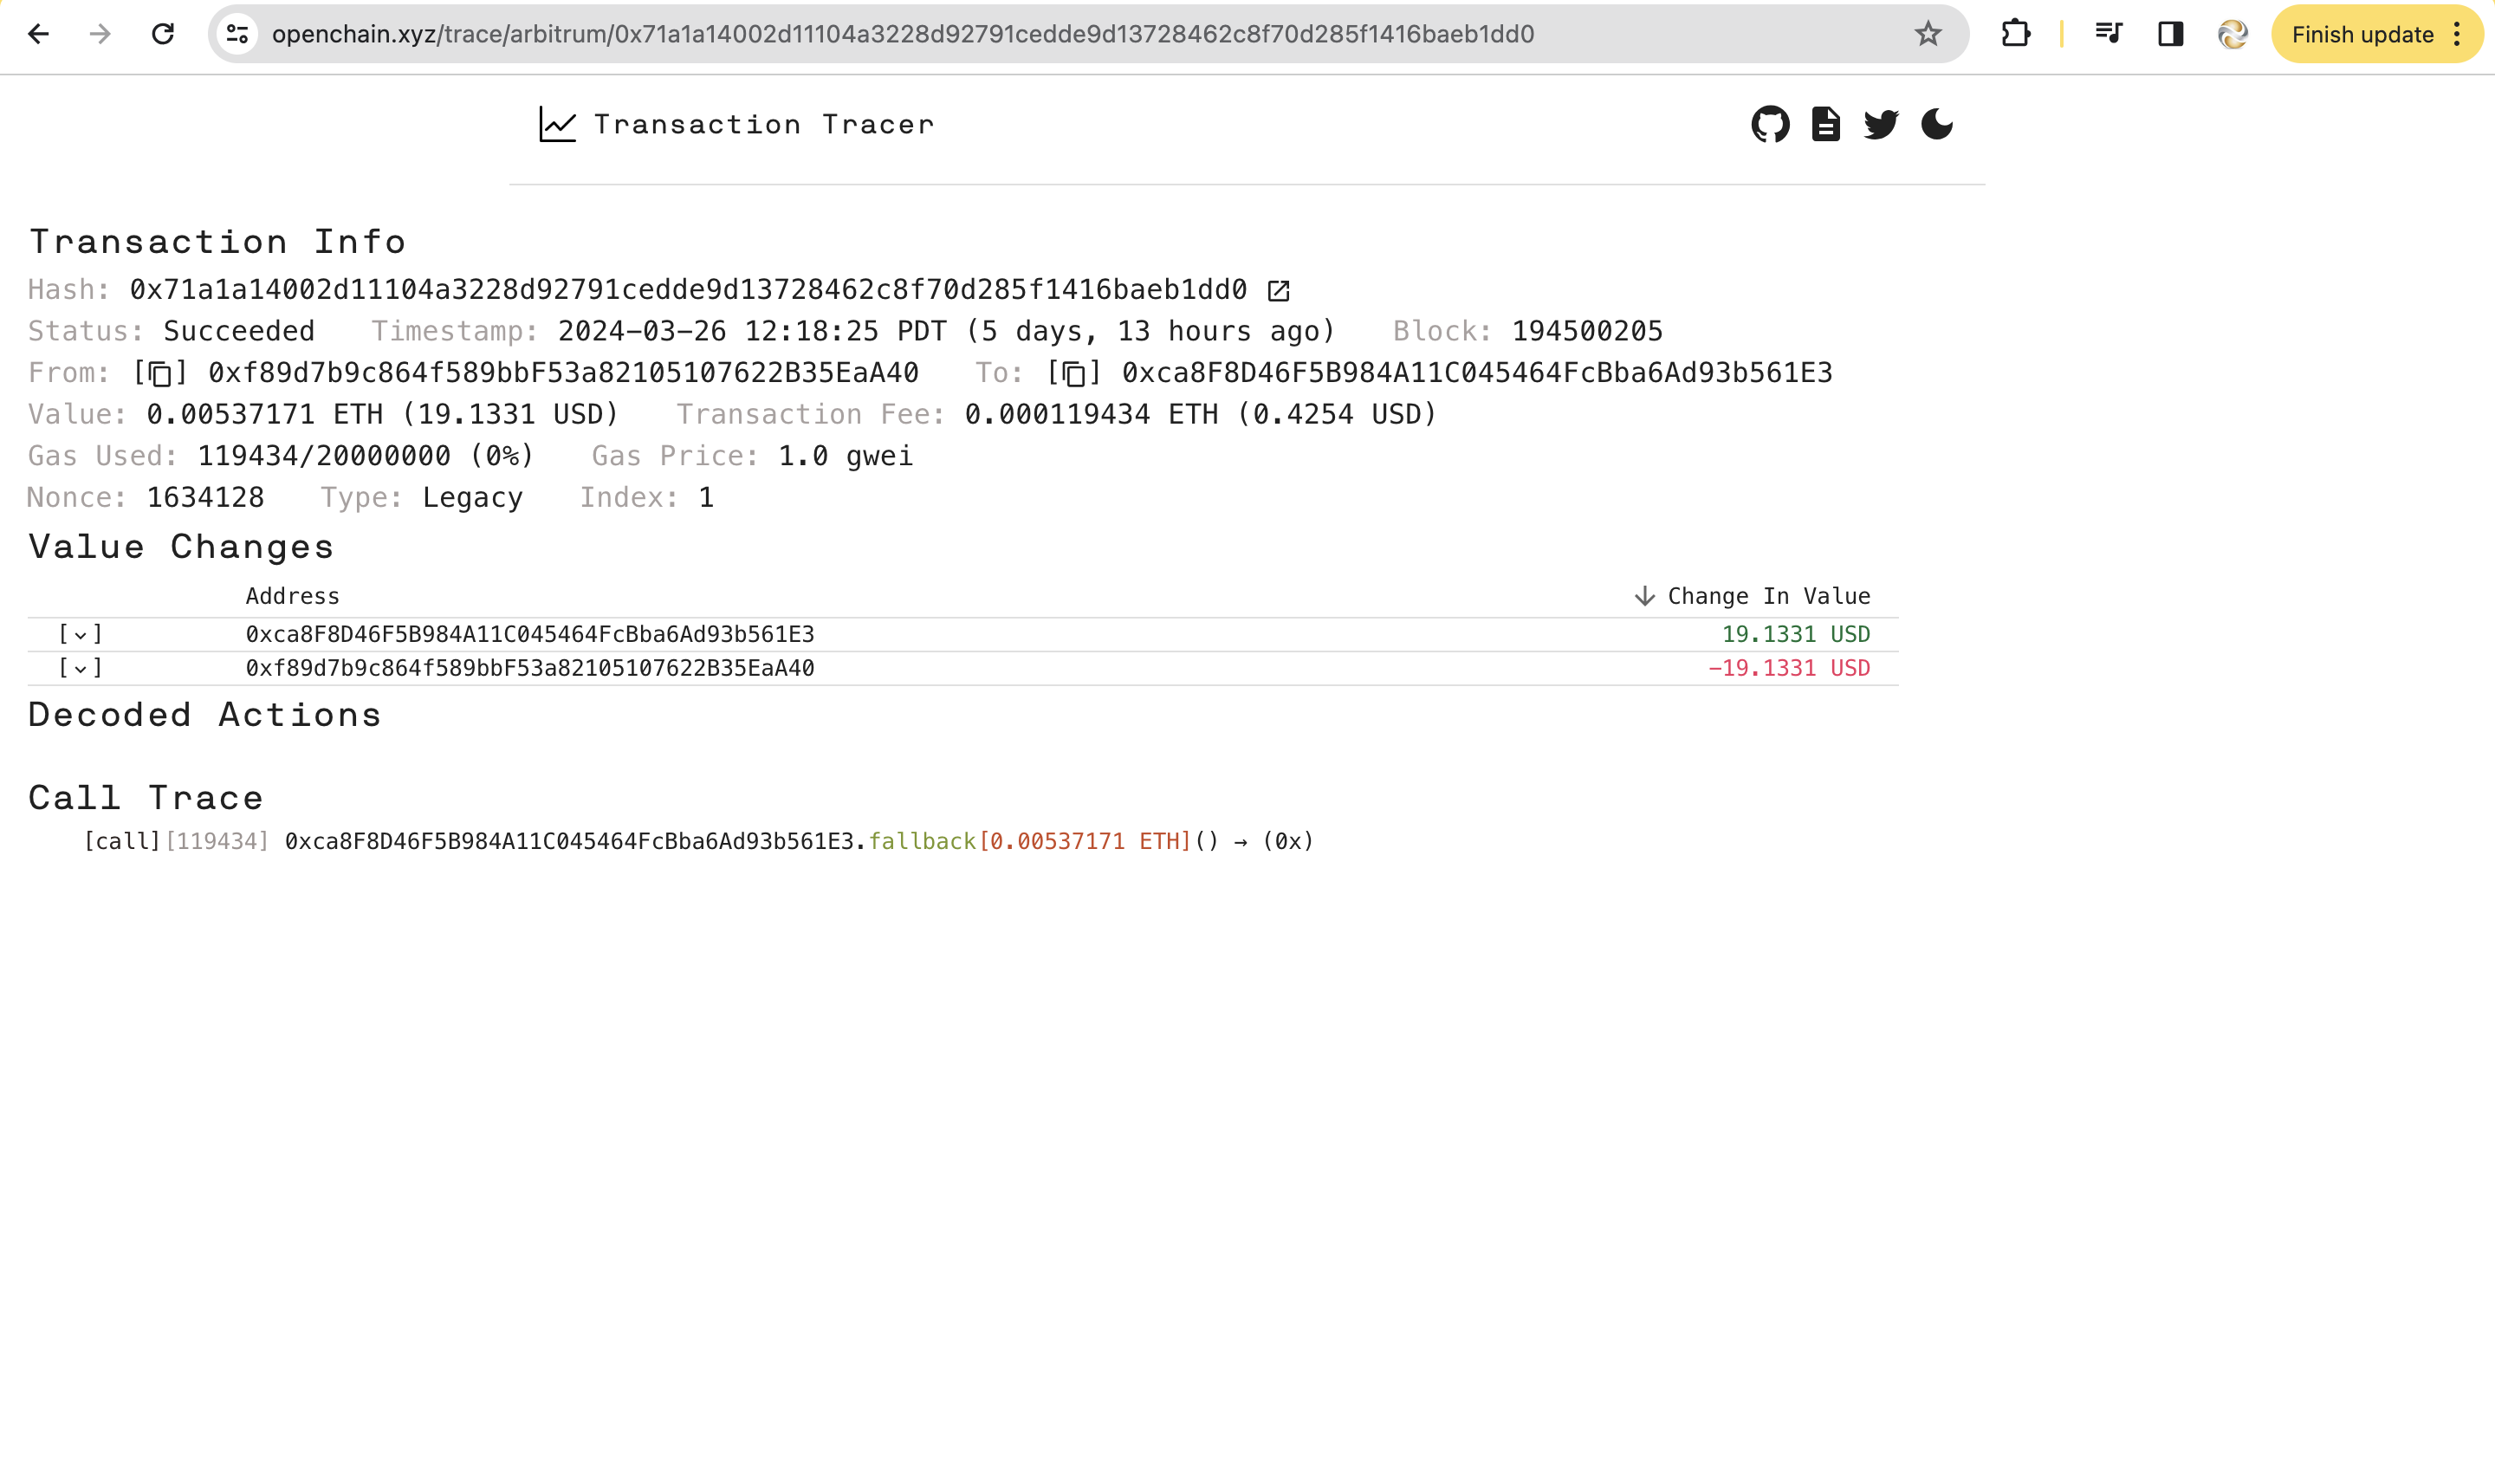 openchain.xyz/trace/arbitrum/0x71a1a14002d11104a3228d92791cedde9d13728462c8f70d285f1416baeb1dd0
Finish update
Transaction Tracer
Transaction Info
Hash: 0x71a1a14002d11104a3228d92791cedde9d13728462c8f70d285f1416baeb1dd0
Status: Succeeded Timestamp: 2024-03-26 12:18:25 PDT (5 days, 13 hours ago) Block: 194500205
From: [] 0xf89d7b9c864f589bbF53a82105107622B35EaA40 To: [] 0xca8F8D46F5B984A11C045464FcBba6Ad93b561E3
Value: 0.00537171 ETH (19.1331 USD) Transaction Fee: 0.000119434 ETH (0.4254 USD)
Gas Used: 119434/20000000 (0%) Gas Price: 1.0 gwei
Nonce: 1634128 Type: Legacy Index: 1
Value Changes
Address ↓ Change In Value
[⌄] 0xca8F8D46F5B984A11C045464FcBba6Ad93b561E3 19.1331 USD
[⌄] 0xf89d7b9c864f589bbF53a82105107622B35EaA40 −19.1331 USD
Decoded Actions
Call Trace
[call][119434] 0xca8F8D46F5B984A11C045464FcBba6Ad93b561E3.fallback[0.00537171 ETH]() → (0x)